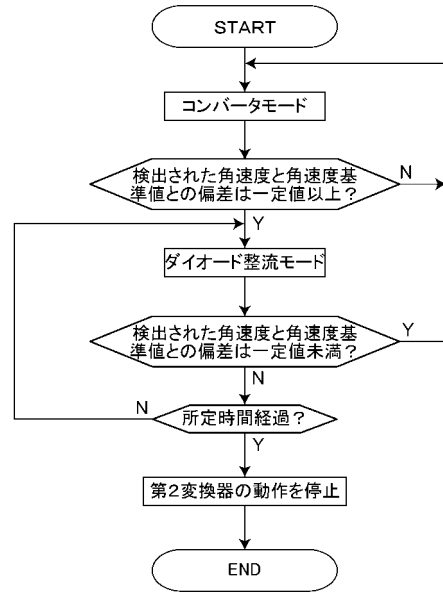 START
コンバータモード
検出された角速度と角速度基
準値との偏差は一定値以上？
N
Y
ダイオード整流モード
検出された角速度と角速度基
準値との偏差は一定値未満？
Y
N
所定時間経過？
N
Y
第２変換器の動作を停止
END